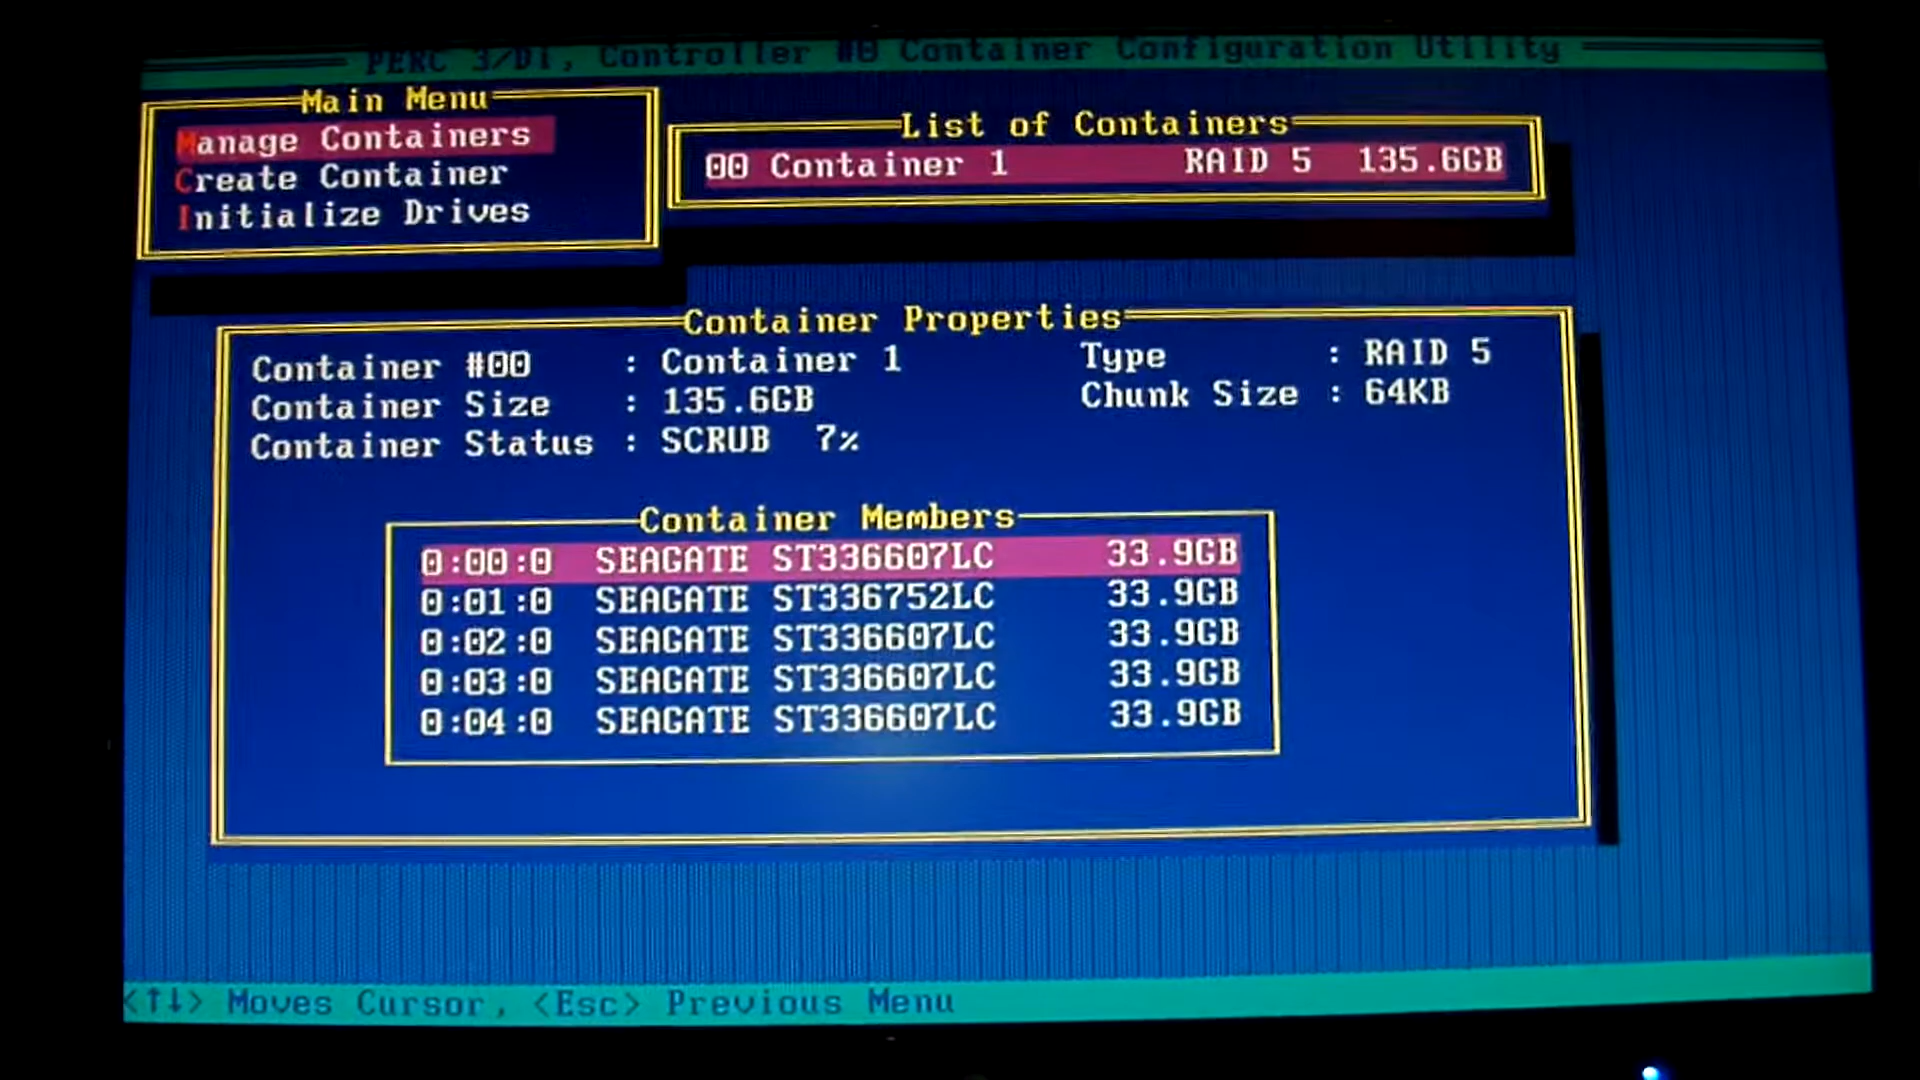 PERC 3/Di, Controller #0 Container Configuration Utility
Main Menu
Manage Containers
Create Container
Initialize Drives
List of Containers
00 Container 1 RAID 5 135.6GB
Container Properties
Container #00 : Container 1 Type : RAID 5
Container Size : 135.6GB Chunk Size : 64KB
Container Status : SCRUB 7%
Container Members
0:00:0 SEAGATE ST336607LC 33.9GB
0:01:0 SEAGATE ST336752LC 33.9GB
0:02:0 SEAGATE ST336607LC 33.9GB
0:03:0 SEAGATE ST336607LC 33.9GB
0:04:0 SEAGATE ST336607LC 33.9GB
<↑↓> Moves Cursor, <Esc> Previous Menu